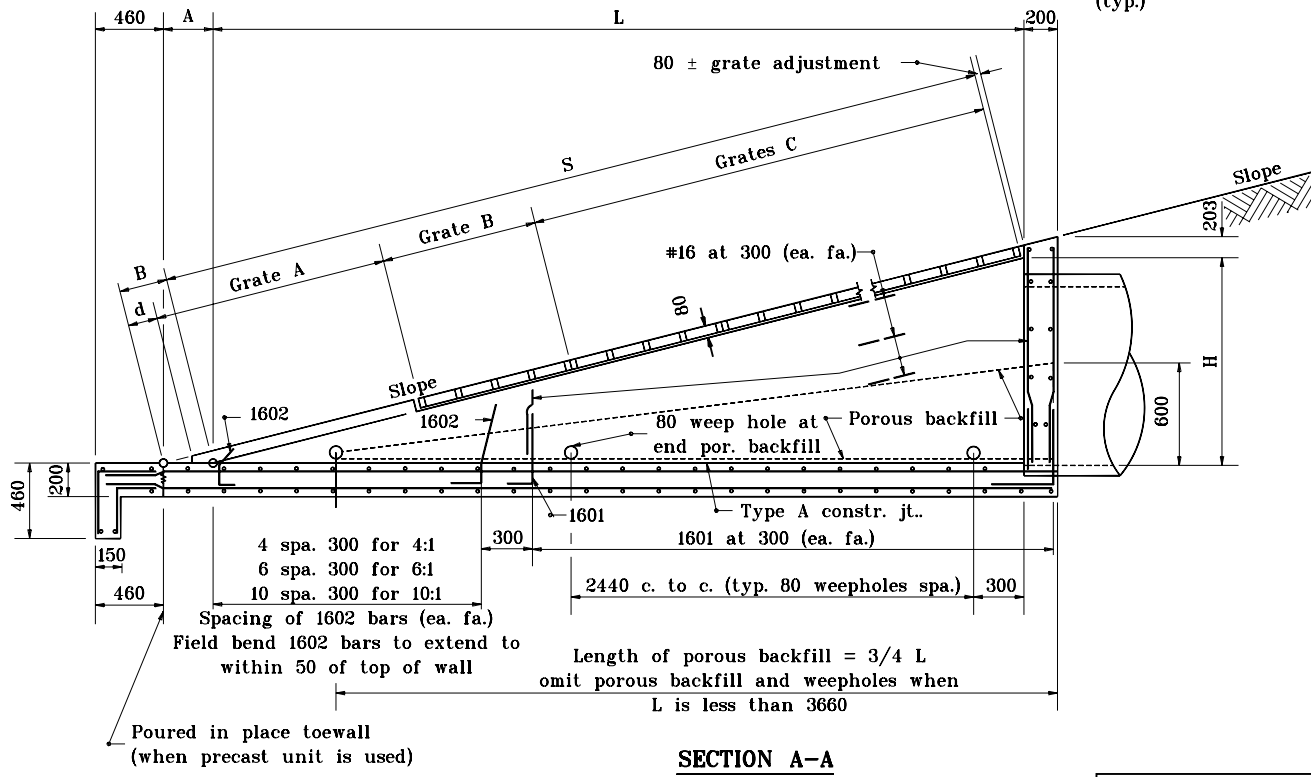 (typ.)
460
A
L
200
80 ± grate adjustment
S
Grates C
Grate B
Grate A
B
d
Slope
203
#16 at 300 (ea. fa.)
80
H
Slope
1602
1602
80 weep hole at
end por. backfill
Porous backfill
600
460
200
1601
Type A constr. jt..
150
300
1601 at 300 (ea. fa.)
4 spa. 300 for 4:1
6 spa. 300 for 6:1
10 spa. 300 for 10:1
2440 c. to c. (typ. 80 weepholes spa.)
300
460
Spacing of 1602 bars (ea. fa.)
Field bend 1602 bars to extend to
within 50 of top of wall
Length of porous backfill = 3/4 L
omit porous backfill and weepholes when
L is less than 3660
Poured in place toewall
(when precast unit is used)
SECTION A-A